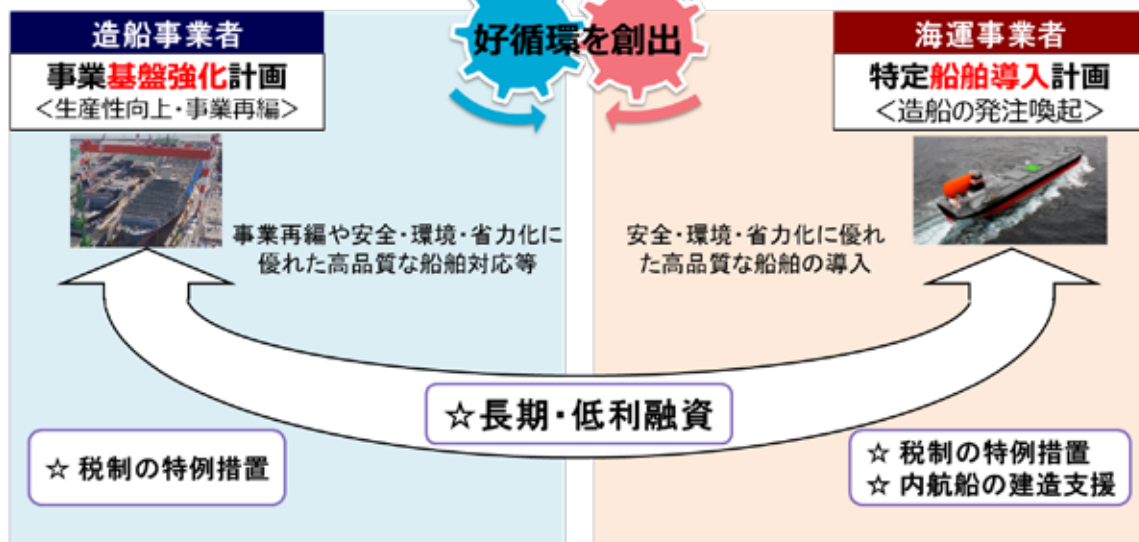 好循環を創出
造船事業者
事業基盤強化計画
<生産性向上・事業再編>
事業再編や安全・環境・省力化に
優れた高品質な船舶対応等
海運事業者
特定船舶導入計画
<造船の発注喚起>
安全・環境・省力化に優れ
た高品質な船舶の導入
☆長期・低利融資
☆ 税制の特例措置
☆ 税制の特例措置
☆ 内航船の建造支援